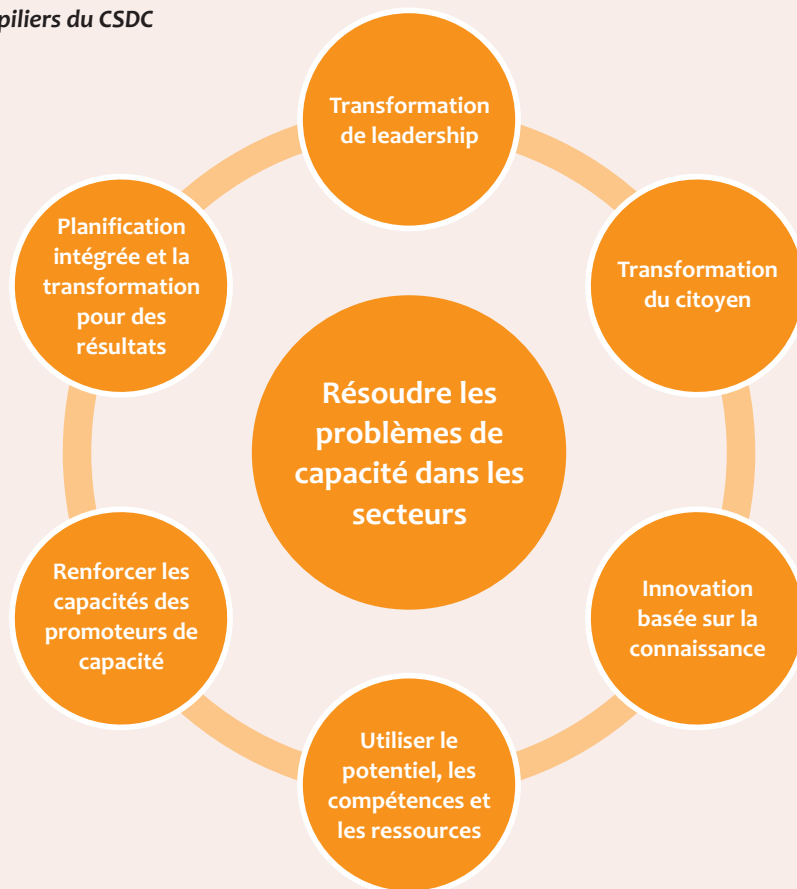 piliers du CSDC
Transformation
de leadership
Planification
intégrée et la
transformation
pour des
résultats
Transformation
du citoyen
Résoudre les
problèmes de
capacité dans les
secteurs
Renforcer les
capacités des
promoteurs de
capacité
Innovation
basée sur la
connaissance
Utiliser le
potentiel, les
compétences et
les ressources